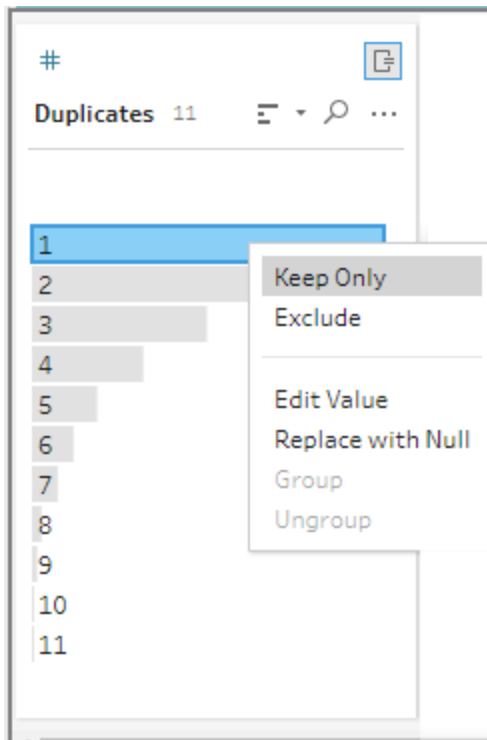 #
Duplicates 11
1
2
3
4
5
6
7
8
9
10
11
Keep Only
Exclude
Edit Value
Replace with Null
Group
Ungroup